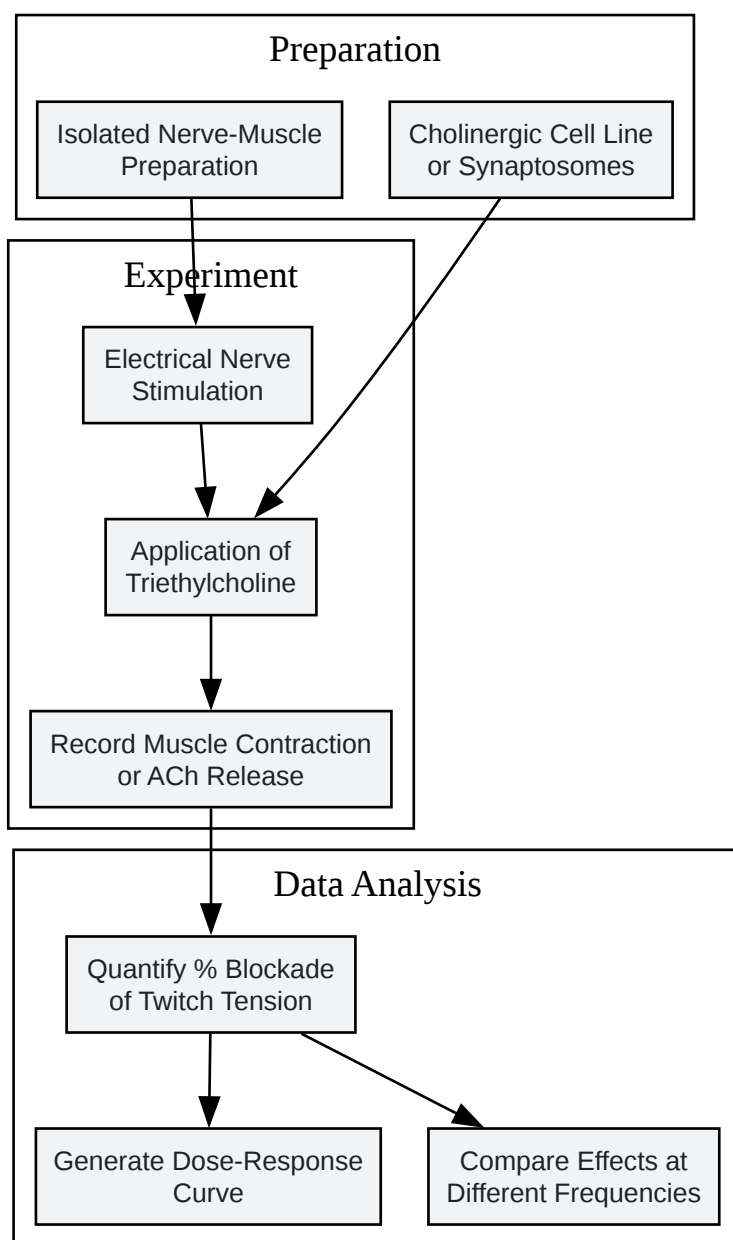 Preparation
Isolated Nerve-Muscle
Preparation
Cholinergic Cell Line
or Synaptosomes
Experiment
Electrical Nerve
Stimulation
Application of
Triethylcholine
Record Muscle Contraction
or ACh Release
Data Analysis
Quantify % Blockade
of Twitch Tension
Generate Dose-Response
Curve
Compare Effects at
Different Frequencies